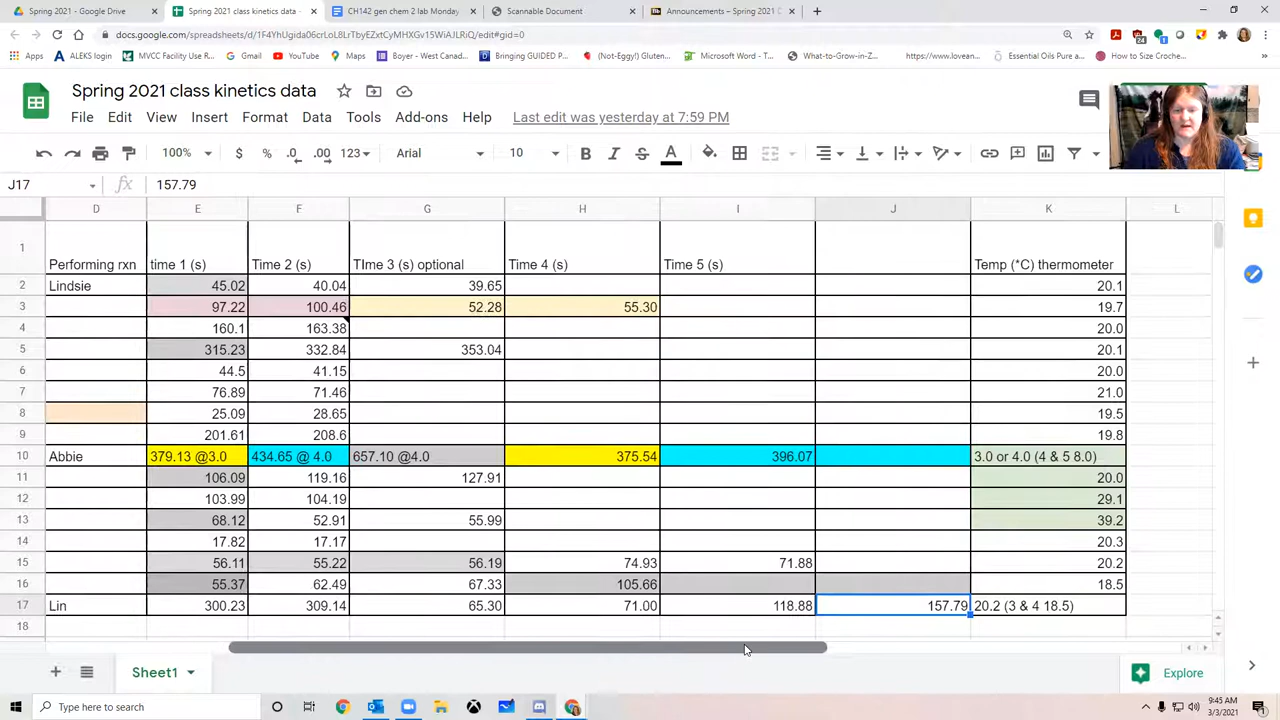 Spring 2021 - Google Drive
Spring 2021 class kinetics data -
CH142 gen chem 2 lab Monday
Scannable Document
Announcements – Spring 2021 C
docs.google.com/spreadsheets/d/1F4YhUgida06crLoL8LrTbyEZxtCyMHXGv15WiAJLRiQ/edit#gid=0
Apps
ALEKS login
MVCC Facility Use R...
Gmail
YouTube
Maps
Boyer - West Canad...
Bringing GUIDED P...
(Not-Eggy!) Gluten...
Microsoft Word - T...
What-to-Grow-in-Z...
https://www.lovean...
Essential Oils Pure a...
How to Size Croche...
Spring 2021 class kinetics data
File Edit View Insert Format Data Tools Add-ons Help Last edit was yesterday at 7:59 PM
100% $ % .0 .00 123 Arial 10 B I S A
J17 fx 157.79
D E F G H I J K L
1 Performing rxn time 1 (s) Time 2 (s) TIme 3 (s) optional Time 4 (s) Time 5 (s) Temp (*C) thermometer
2 Lindsie 45.02 40.04 39.65 20.1
3 97.22 100.46 52.28 55.30 19.7
4 160.1 163.38 20.0
5 315.23 332.84 353.04 20.1
6 44.5 41.15 20.0
7 76.89 71.46 21.0
8 25.09 28.65 19.5
9 201.61 208.6 19.8
10 Abbie 379.13 @3.0 434.65 @ 4.0 657.10 @4.0 375.54 396.07 3.0 or 4.0 (4 & 5 8.0)
11 106.09 119.16 127.91 20.0
12 103.99 104.19 29.1
13 68.12 52.91 55.99 39.2
14 17.82 17.17 20.3
15 56.11 55.22 56.19 74.93 71.88 20.2
16 55.37 62.49 67.33 105.66 18.5
17 Lin 300.23 309.14 65.30 71.00 118.88 157.79 20.2 (3 & 4 18.5)
18
Sheet1
Explore
Type here to search
9:45 AM
3/3/2021